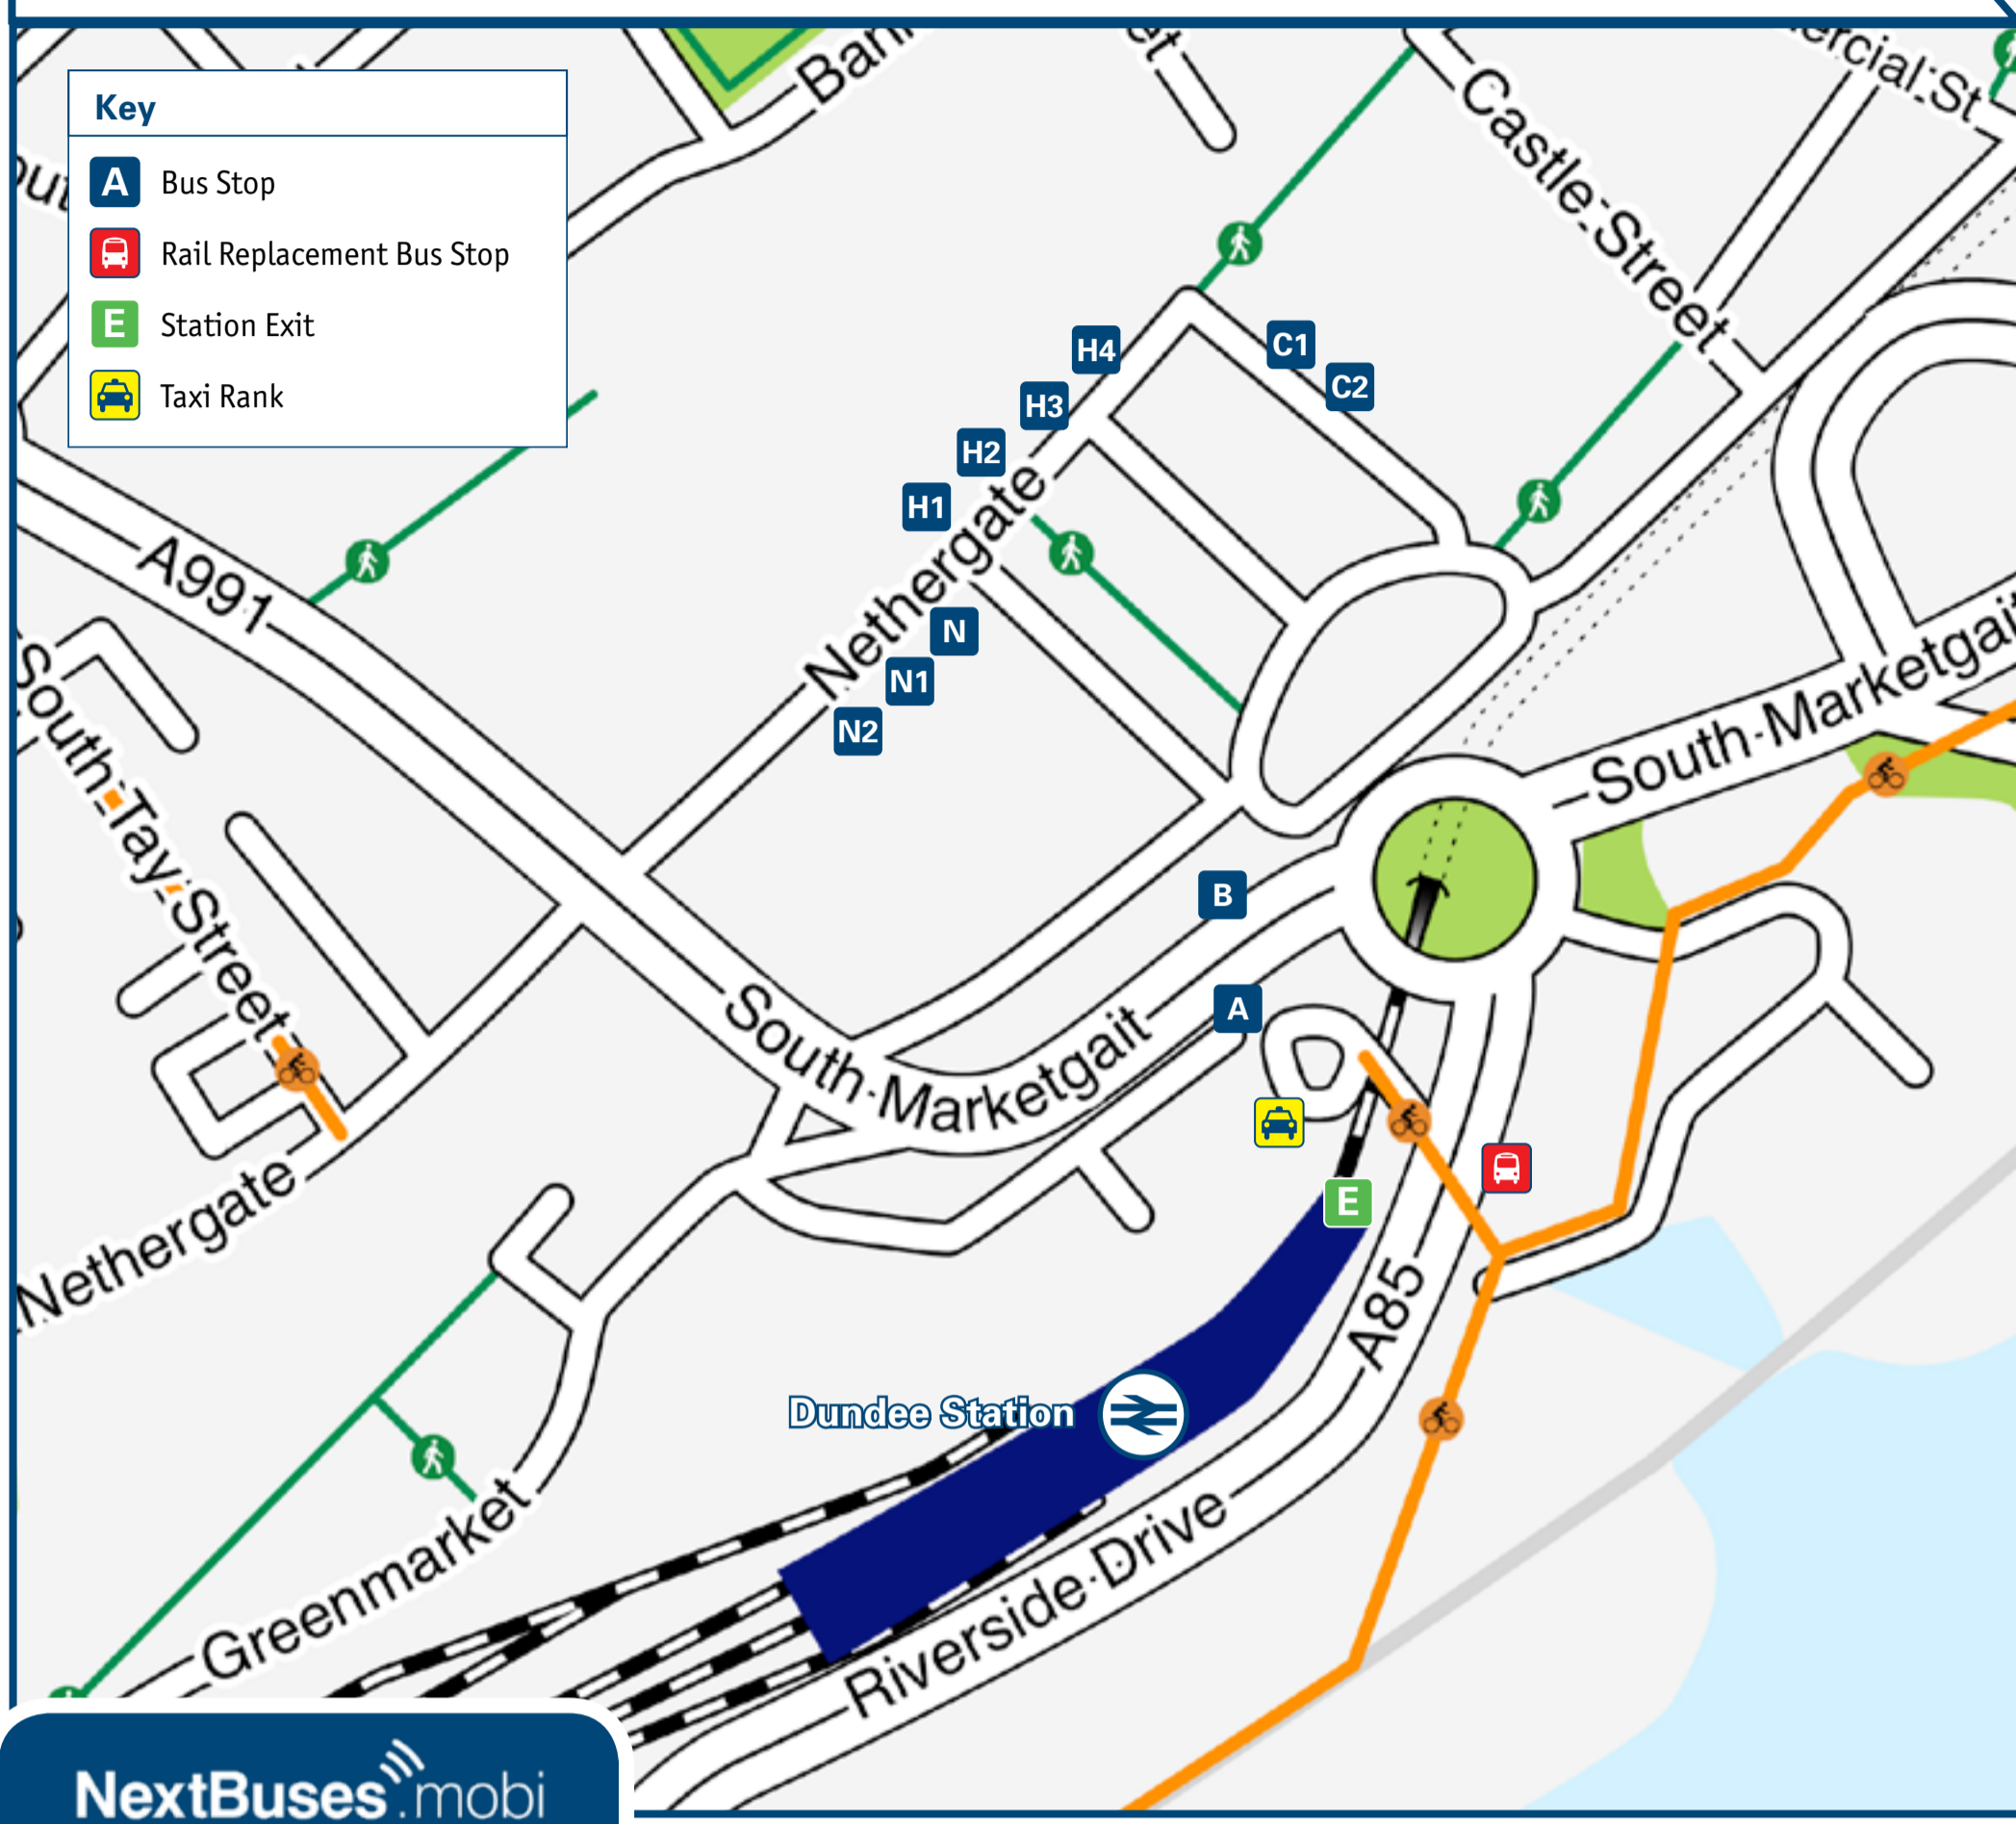 Key
A Bus Stop
Rail Replacement Bus Stop
E Station Exit
Taxi Rank
Castle Street
A991
South Tay Street
Nethergate
H4
H3
H2
H1
C1
C2
N
N1
N2
B
A
South Marketgait
South Marketgait
Nethergate
E
A85
Dundee Station
Greenmarket
Riverside Drive
NextBuses.mobi